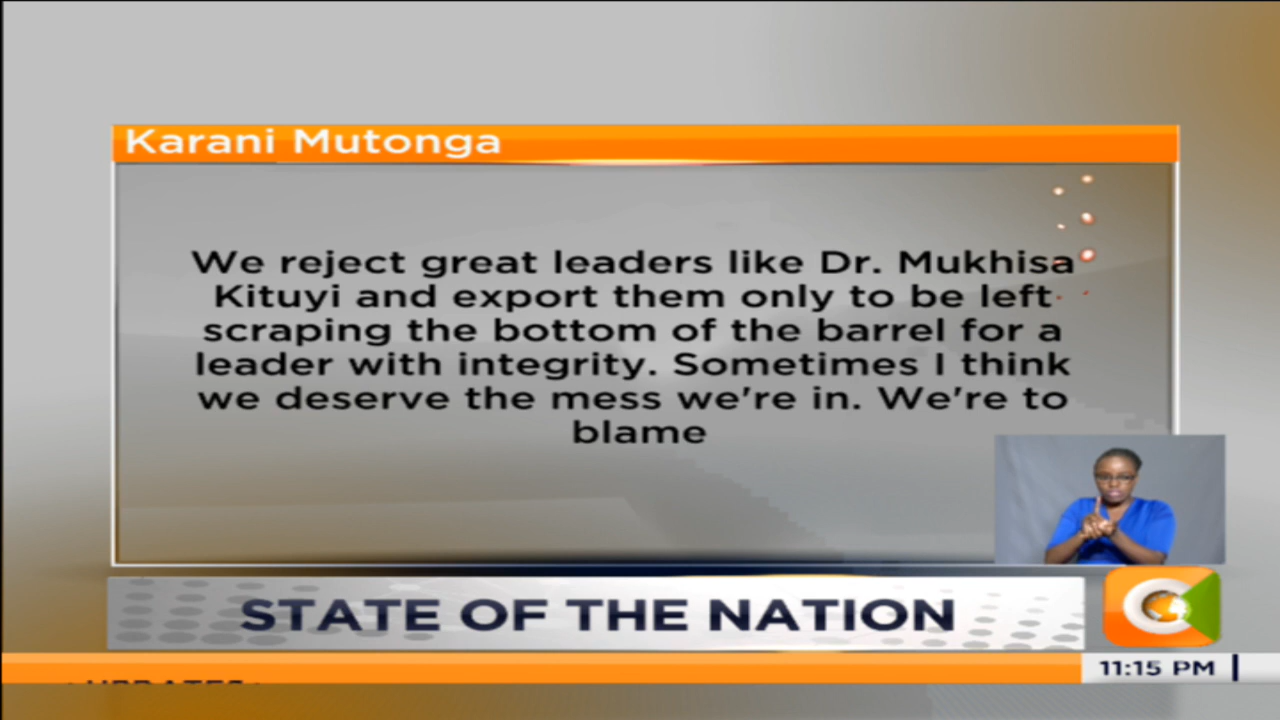 Karani Mutonga
We reject great leaders like Dr. Mukhisa
Kituyi and export them only to be left
scraping the bottom of the barrel for a
leader with integrity. Sometimes I think
we deserve the mess we're in. We're to
blame
STATE OF THE NATION
11:15 PM